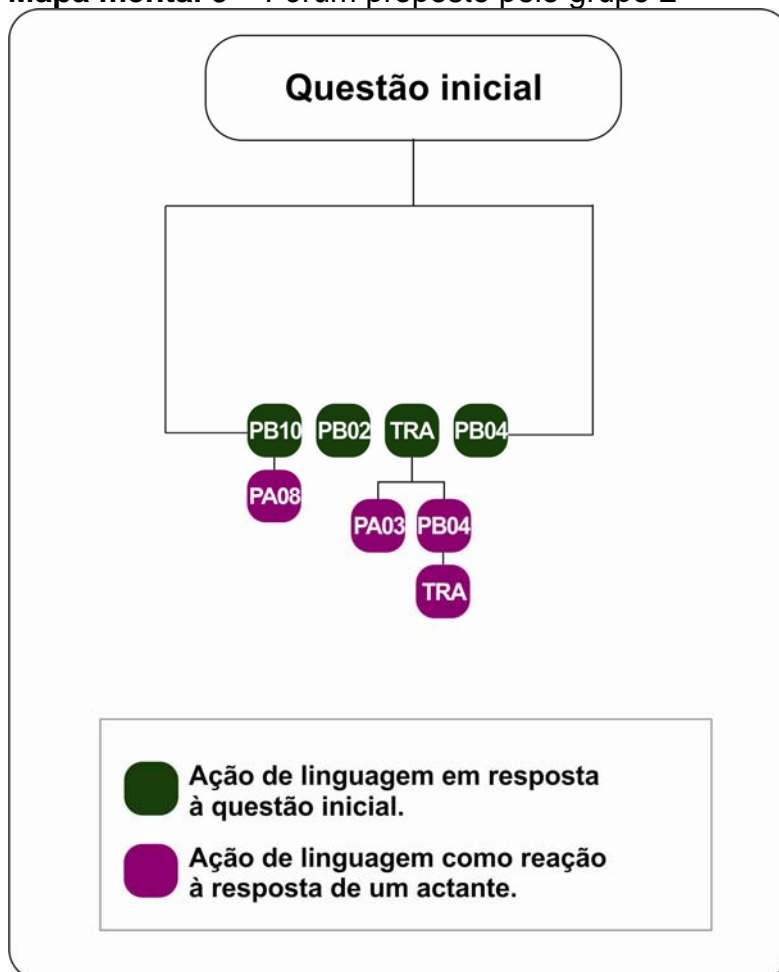 Questão inicial
PB10 PB02 TRA PB04
PA08
PA03 PB04
TRA
Ação de linguagem em resposta
à questão inicial.
Ação de linguagem como reação
à resposta de um actante.